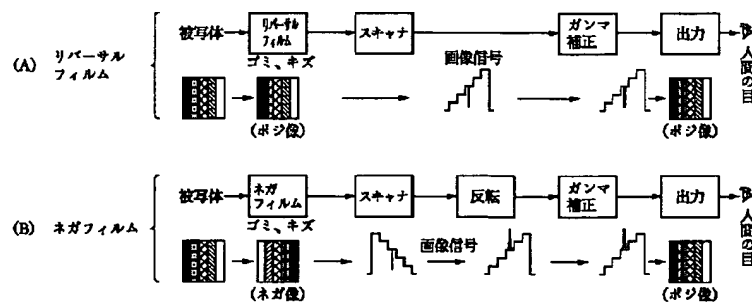 (A) リバーサル
フィルム
被写体
リバーサル
フィルム
スキャナ
ガンマ
補正
出力
人間の目
ゴミ、キズ
画像信号
(ポジ像)
(ポジ像)
(B) ネガフィルム
被写体
ネガ
フィルム
スキャナ
反転
ガンマ
補正
出力
人間の目
ゴミ、キズ
画像信号
(ネガ像)
(ポジ像)